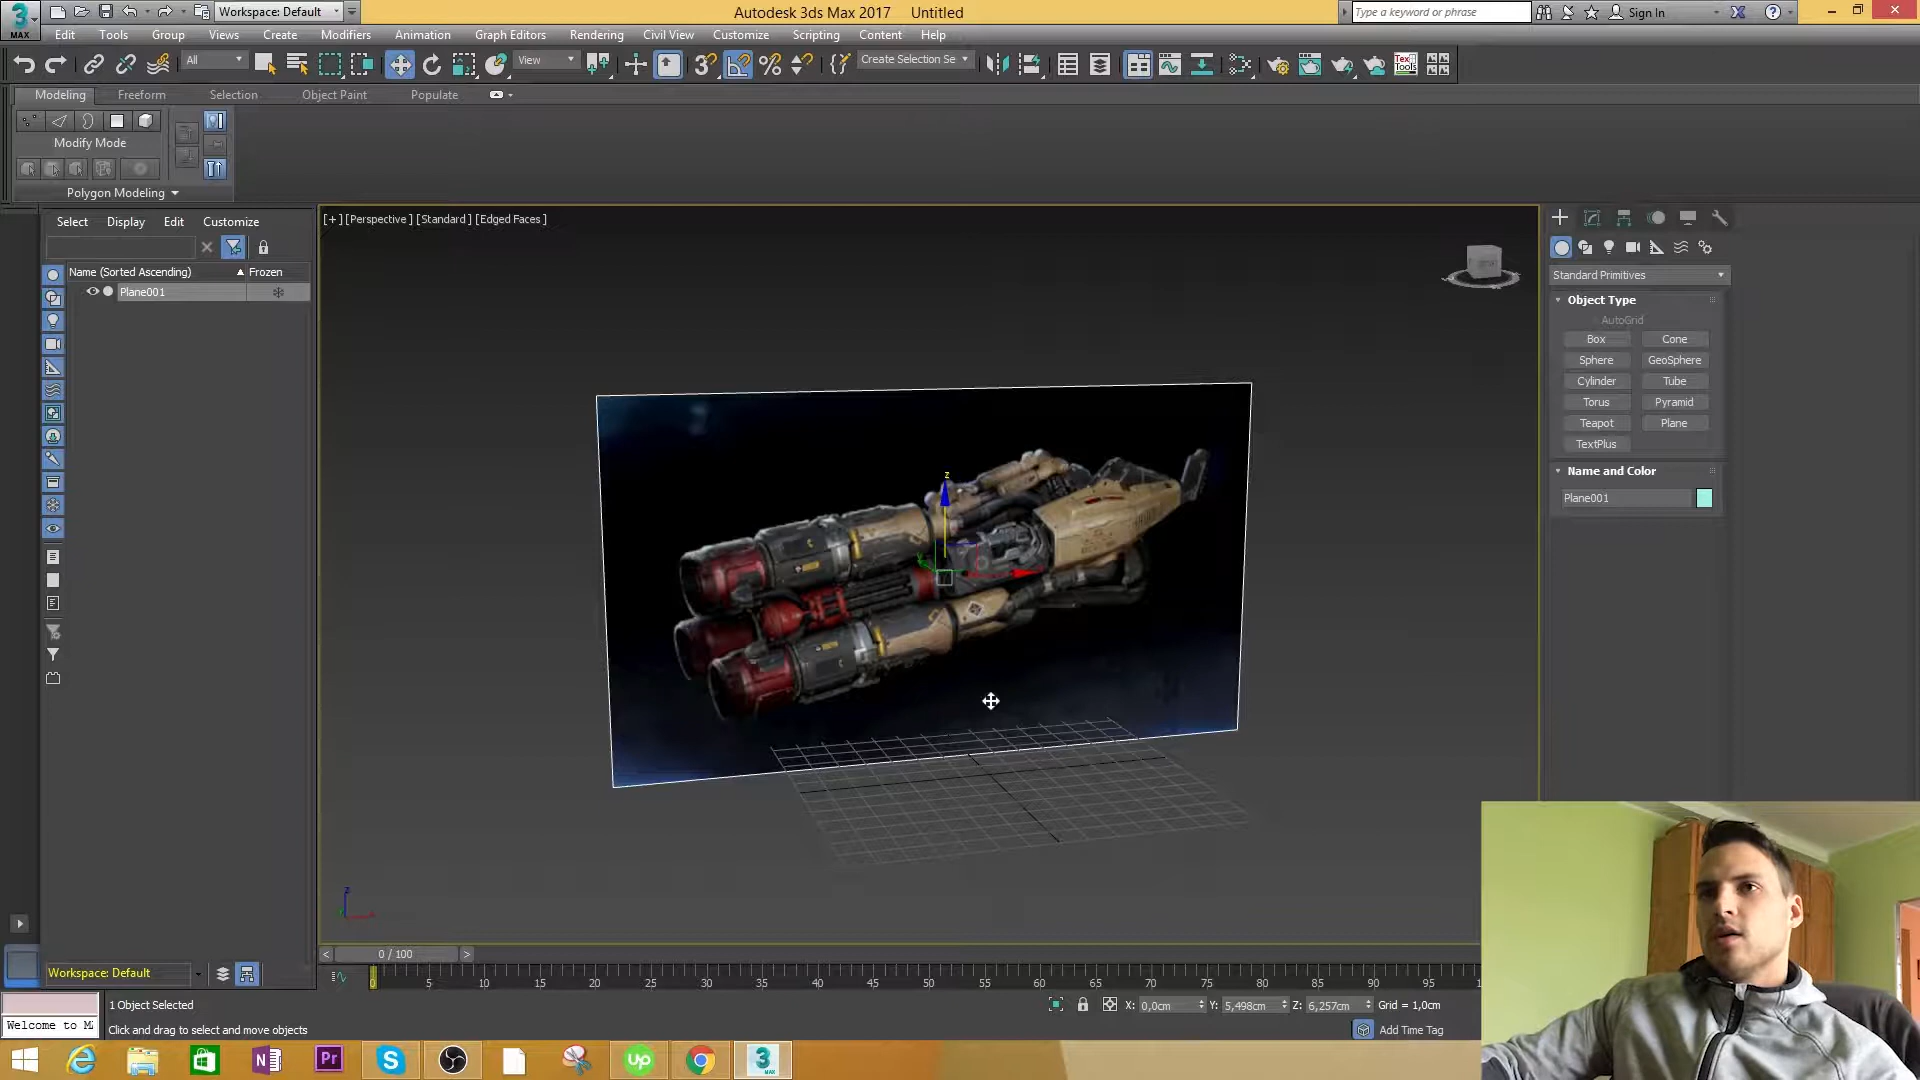 MAX
Workspace: Default
Autodesk 3ds Max 2017 Untitled
Type a keyword or phrase
Sign In
Edit Tools Group Views Create Modifiers Animation Graph Editors Rendering Civil View Customize Scripting Content Help
All
View
Create Selection Se
Modeling Freeform Selection Object Paint Populate
Modify Mode
Polygon Modeling
Select Display Edit Customize
Name (Sorted Ascending) Frozen
Plane001
[+] [Perspective] [Standard] [Edged Faces]
z
Standard Primitives
Object Type
AutoGrid
Box Cone
Sphere GeoSphere
Cylinder Tube
Torus Pyramid
Teapot Plane
TextPlus
Name and Color
Plane001
0 / 100
Workspace: Default
0 5 10 15 20 25 30 35 40 45 50 55 60 65 70 75 80 85 90 95
1 Object Selected
X: 0,0cm Y: 5,498cm Z: 6,257cm Grid = 1,0cm
Welcome to M
Click and drag to select and move objects
Add Time Tag